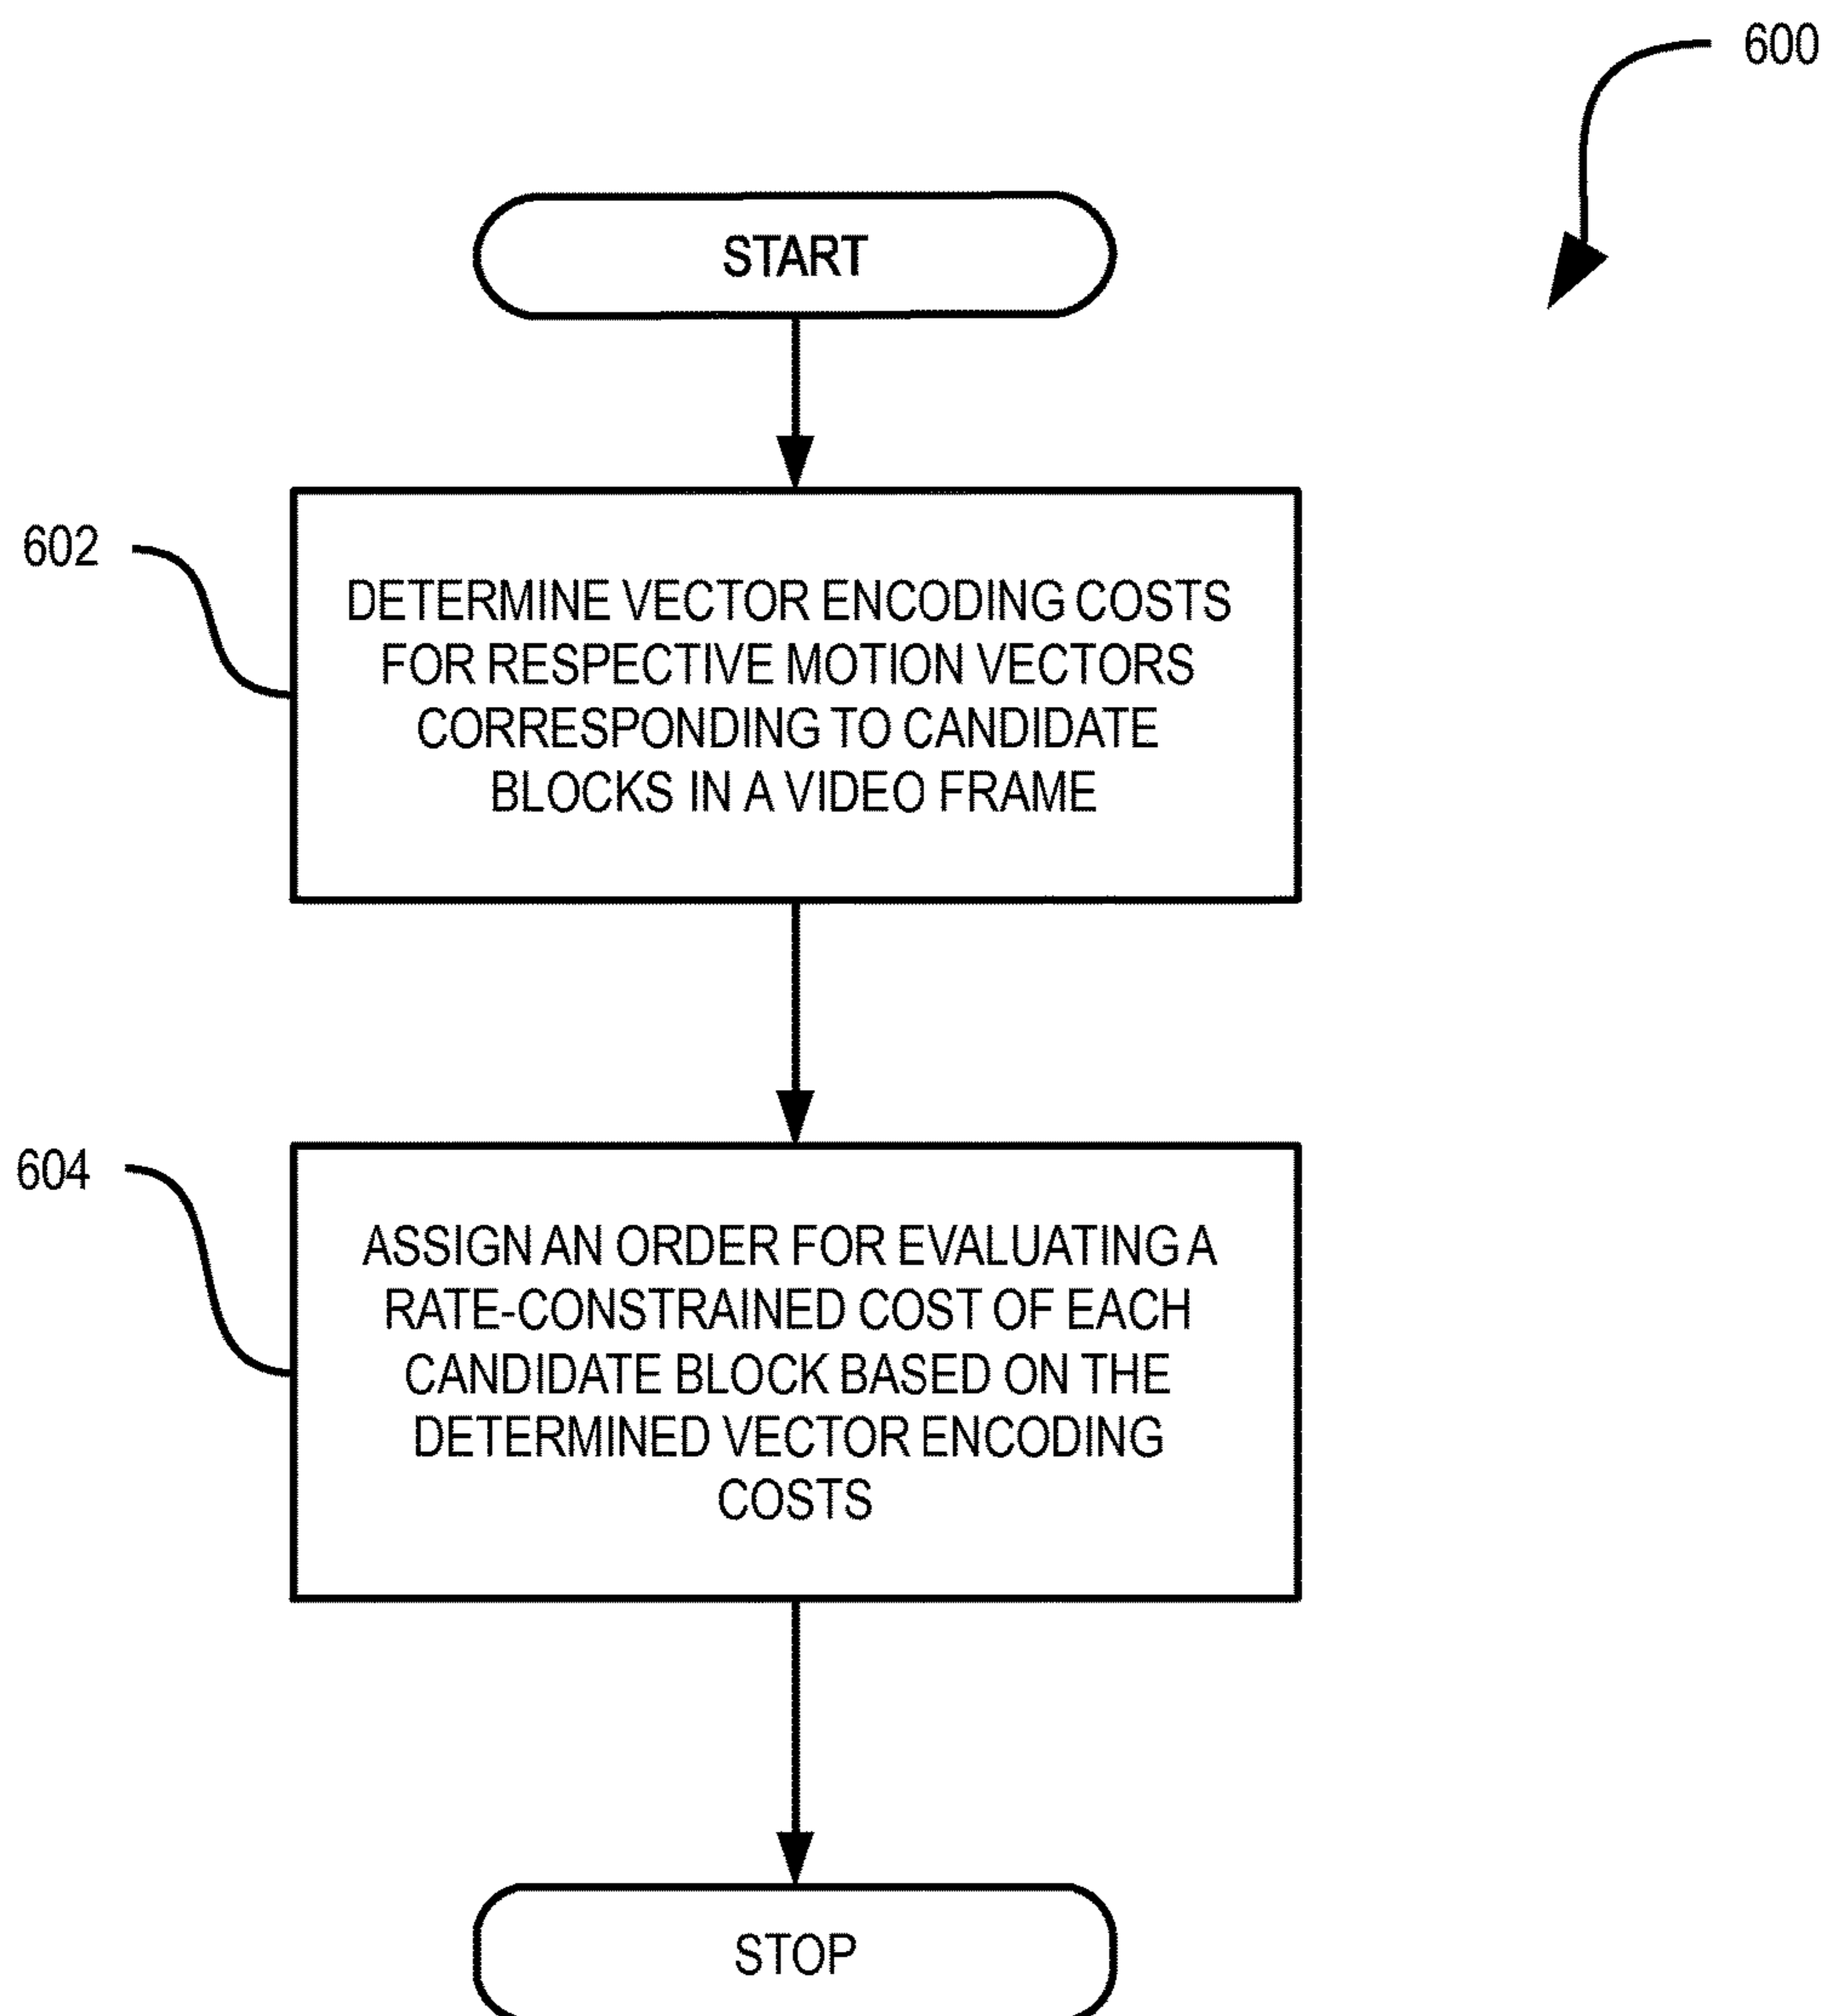 600
START
602
DETERMINE VECTOR ENCODING COSTS
FOR RESPECTIVE MOTION VECTORS
CORRESPONDING TO CANDIDATE
BLOCKS IN A VIDEO FRAME
604
ASSIGN AN ORDER FOR EVALUATING A
RATE-CONSTRAINED COST OF EACH
CANDIDATE BLOCK BASED ON THE
DETERMINED VECTOR ENCODING
COSTS
STOP